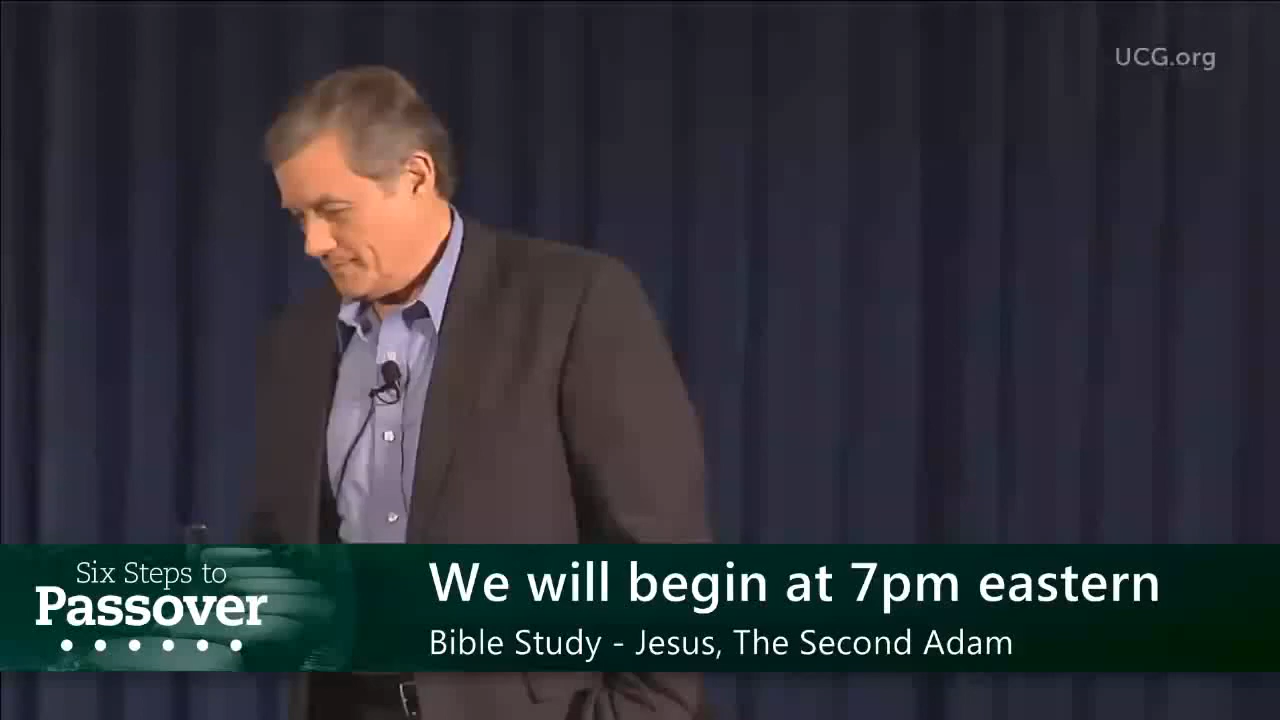 UCG.org
Six Steps to
Passover
We will begin at 7pm eastern
Bible Study - Jesus, The Second Adam